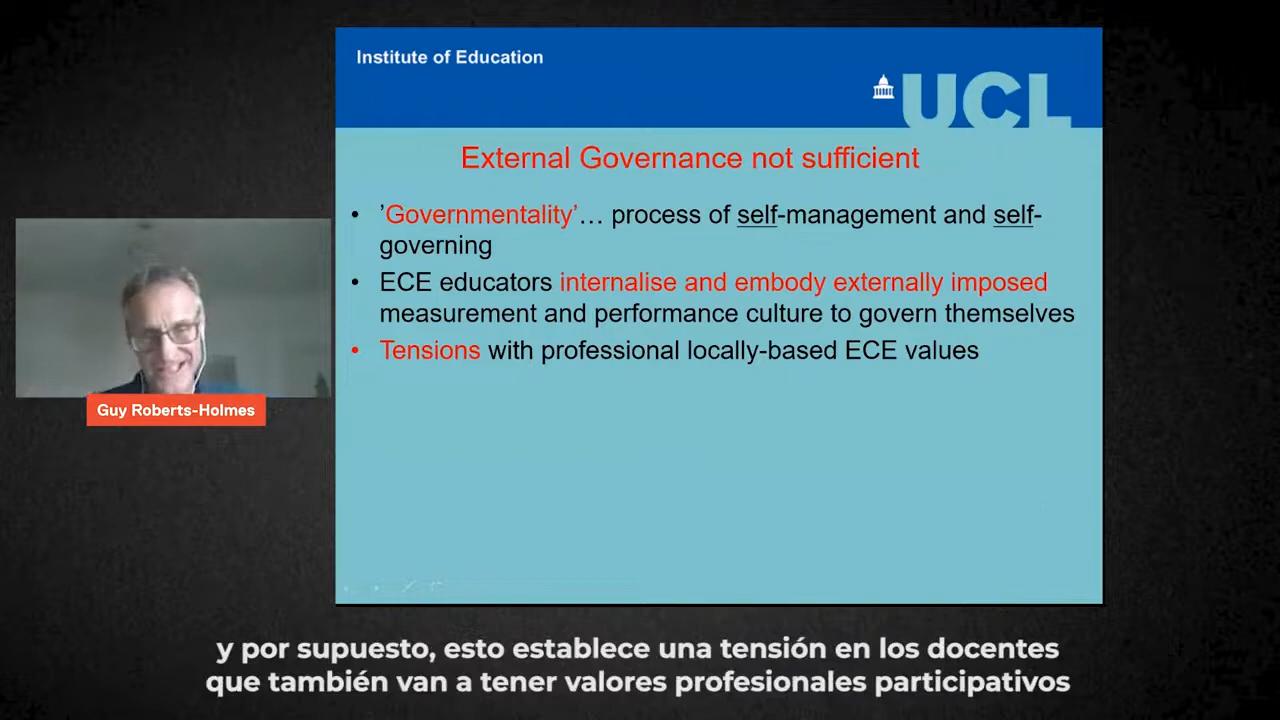 Institute of Education
UCL
External Governance not sufficient
• ’Governmentality’… process of self-management and self-
governing
• ECE educators internalise and embody externally imposed
measurement and performance culture to govern themselves
• Tensions with professional locally-based ECE values
Guy Roberts-Holmes
y por supuesto, esto establece una tensión en los docentes
que también van a tener valores profesionales participativos